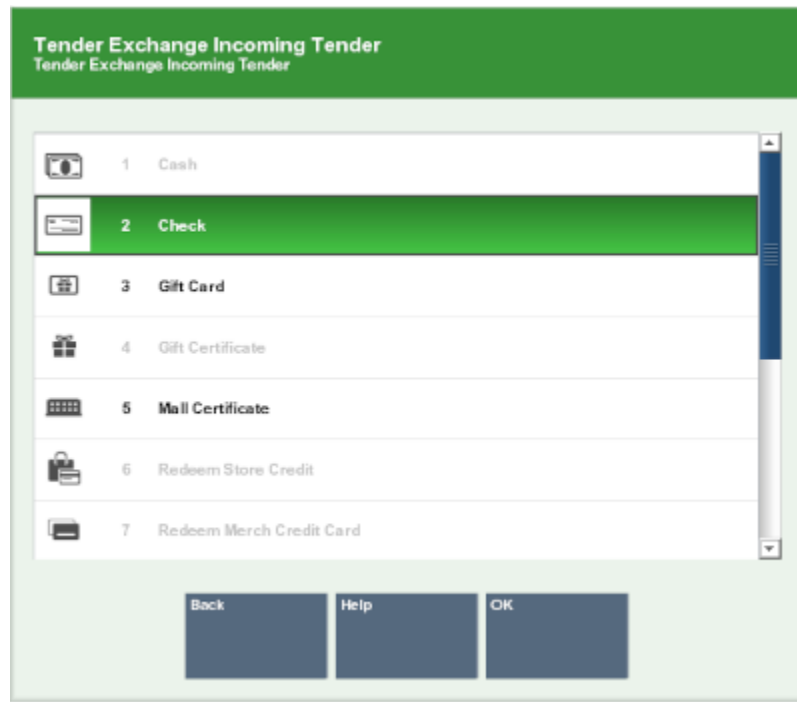 Tender Exchange Incoming Tender
Tender Exchange Incoming Tender
1 Cash
2 Check
3 Gift Card
4 Gift Certificate
5 Mall Certificate
6 Redeem Store Credit
7 Redeem Merch Credit Card
Back Help OK